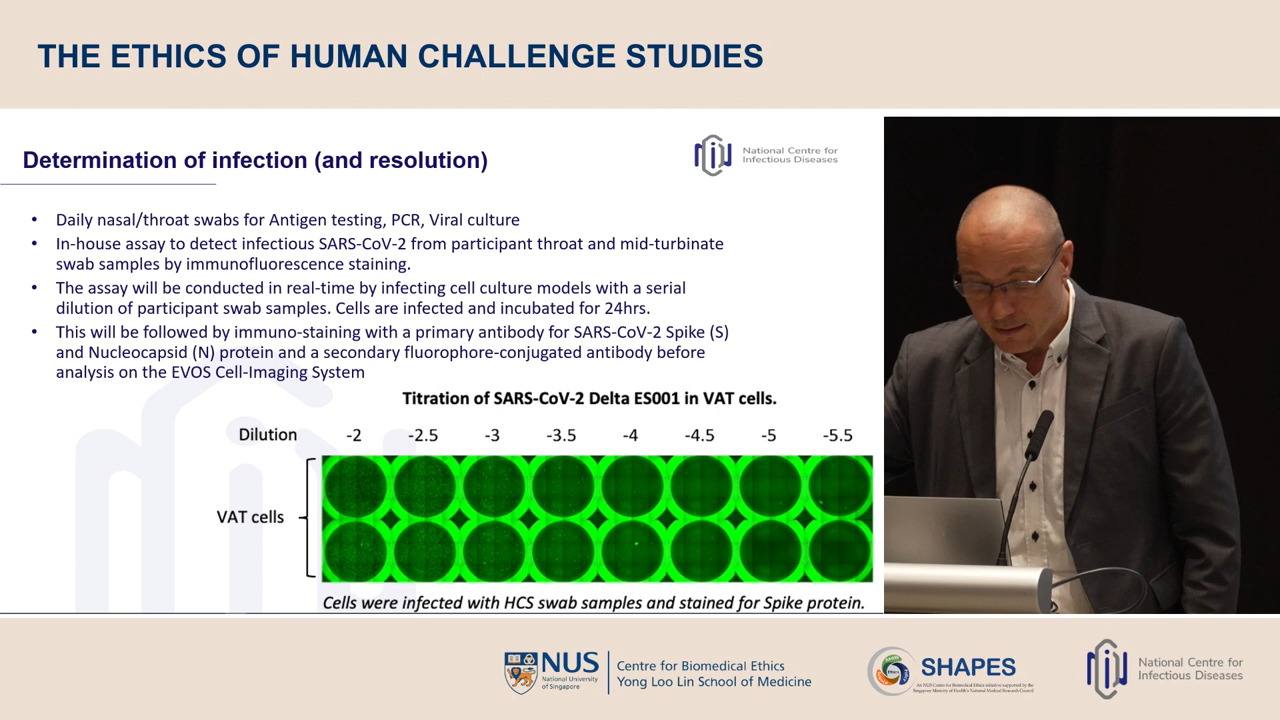 THE ETHICS OF HUMAN CHALLENGE STUDIES
Determination of infection (and resolution)
National Centre for
Infectious Diseases
• Daily nasal/throat swabs for Antigen testing, PCR, Viral culture
• In-house assay to detect infectious SARS-CoV-2 from participant throat and mid-turbinate
swab samples by immunofluorescence staining.
• The assay will be conducted in real-time by infecting cell culture models with a serial
dilution of participant swab samples. Cells are infected and incubated for 24hrs.
• This will be followed by immuno-staining with a primary antibody for SARS-CoV-2 Spike (S)
and Nucleocapsid (N) protein and a secondary fluorophore-conjugated antibody before
analysis on the EVOS Cell-Imaging System
Titration of SARS-CoV-2 Delta ES001 in VAT cells.
Dilution -2 -2.5 -3 -3.5 -4 -4.5 -5 -5.5
VAT cells
Cells were infected with HCS swab samples and stained for Spike protein.
NUS
National University
of Singapore
Centre for Biomedical Ethics
Yong Loo Lin School of Medicine
SHAPES
An NUS Centre for Biomedical Ethics initiative supported by the
Singapore Ministry of Health's National Medical Research Council
National Centre for
Infectious Diseases